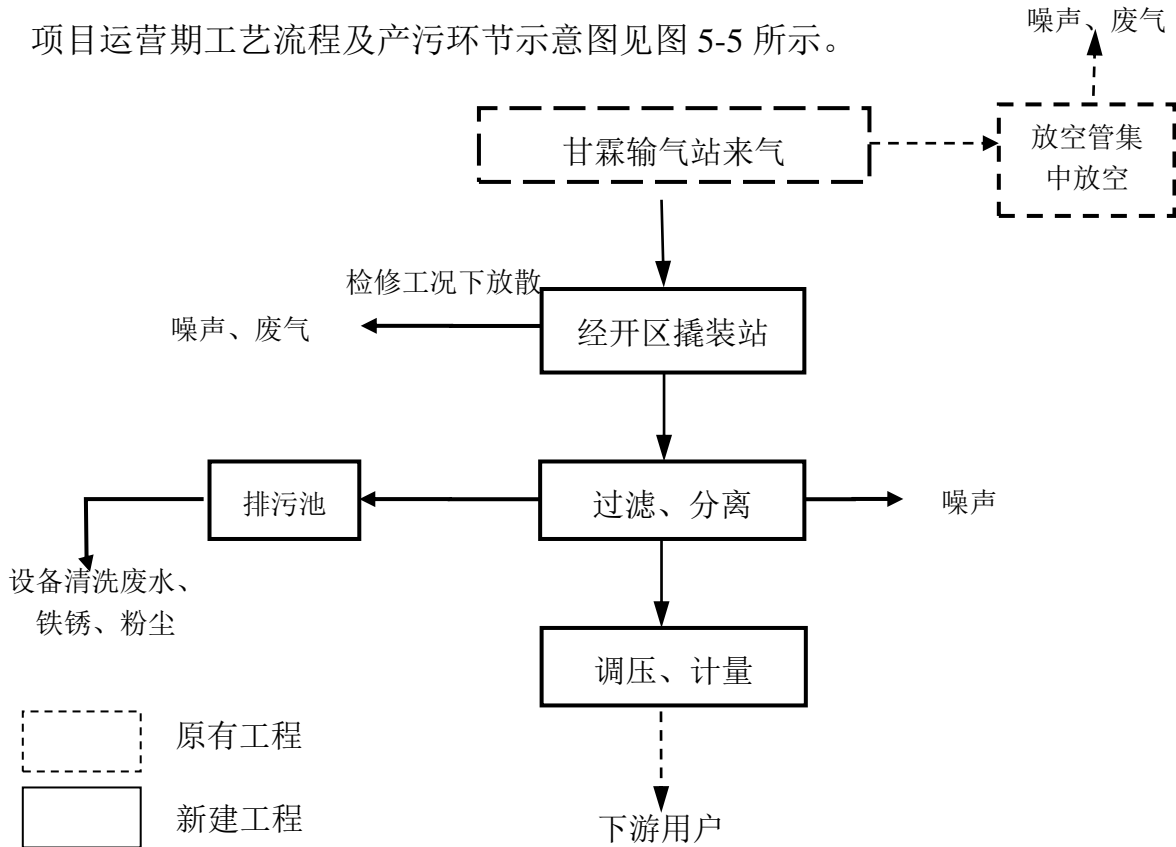 噪声、废气
项目运营期工艺流程及产污环节示意图见图 5-5 所示。
甘霖输气站来气
放空管集
中放空
检修工况下放散
噪声、废气
经开区撬装站
排污池
过滤、分离
噪声
设备清洗废水、
铁锈、粉尘
调压、计量
原有工程
新建工程
下游用户